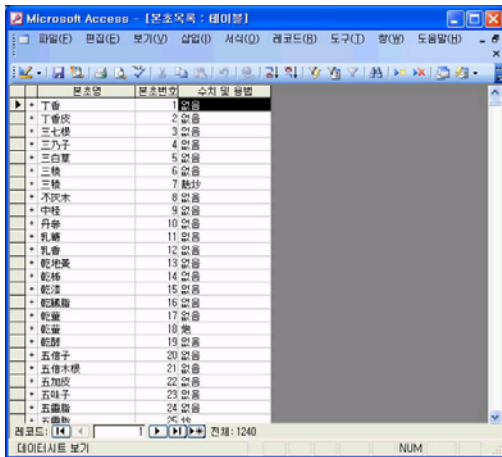 Microsoft Access - [본초목록 : 테이블]
파일(F) 편집(E) 보기(V) 삽입(I) 서식(O) 레코드(R) 도구(T) 창(W) 도움말(H)
본초명 본초번호 수치 및 용법
丁香 1 없음
丁香皮 2 없음
三七根 3 없음
三乃子 4 없음
三白草 5 없음
三稜 6 없음
三稜 7 없음
不灰木 8 없음
中桂 9 없음
丹參 10 없음
乳糖 11 없음
乳香 12 없음
乾地黃 13 없음
乾柿 14 없음
乾漆 15 없음
16 없음
乾薑 17 없음
乾薑 18 炮
19 없음
五倍子 20 없음
五倍木根 21 없음
五加皮 22 없음
五味子 23 없음
五靈脂 24 없음
五靈脂 25 炒
레코드: 1 전체: 1240
데이터시트 보기 NUM